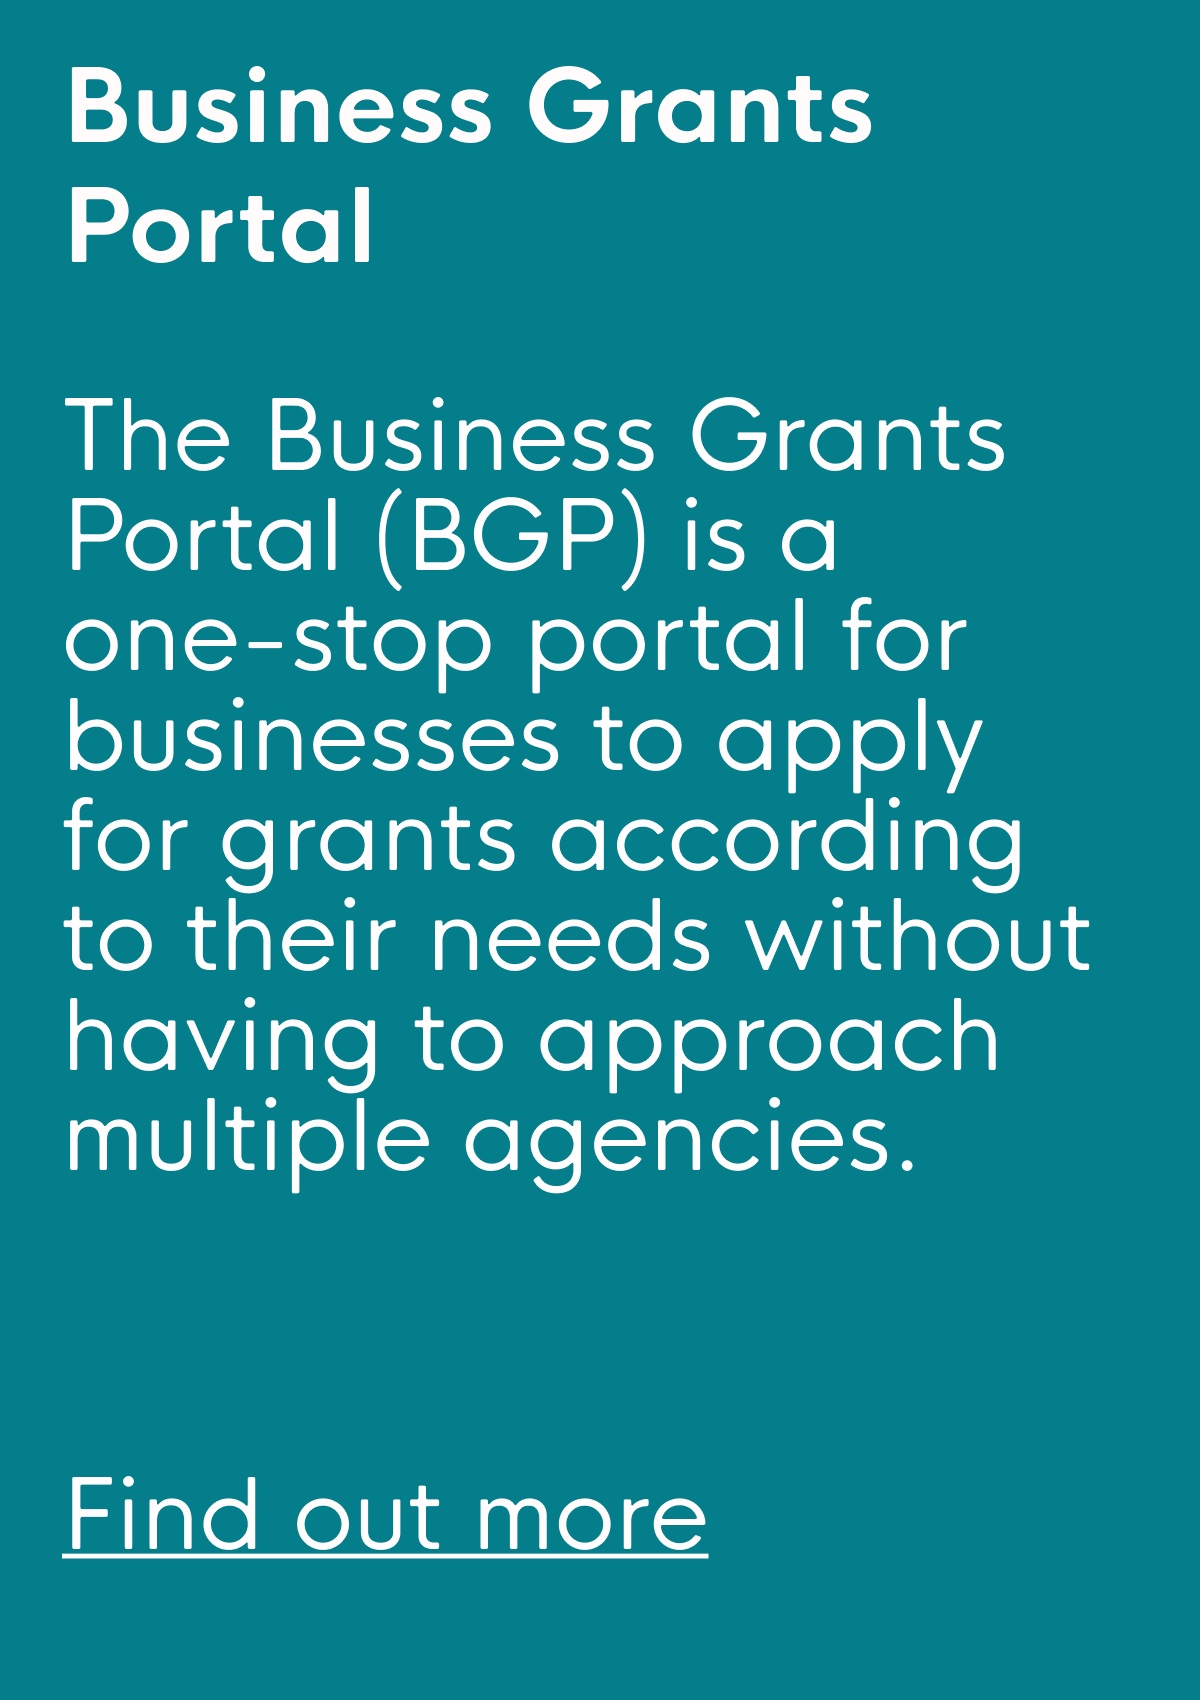 Business Grants
Portal
The Business Grants
Portal (BGP) is a
one-stop portal for
businesses to apply
for grants according
to their needs without
having to approach
multiple agencies.
Find out more